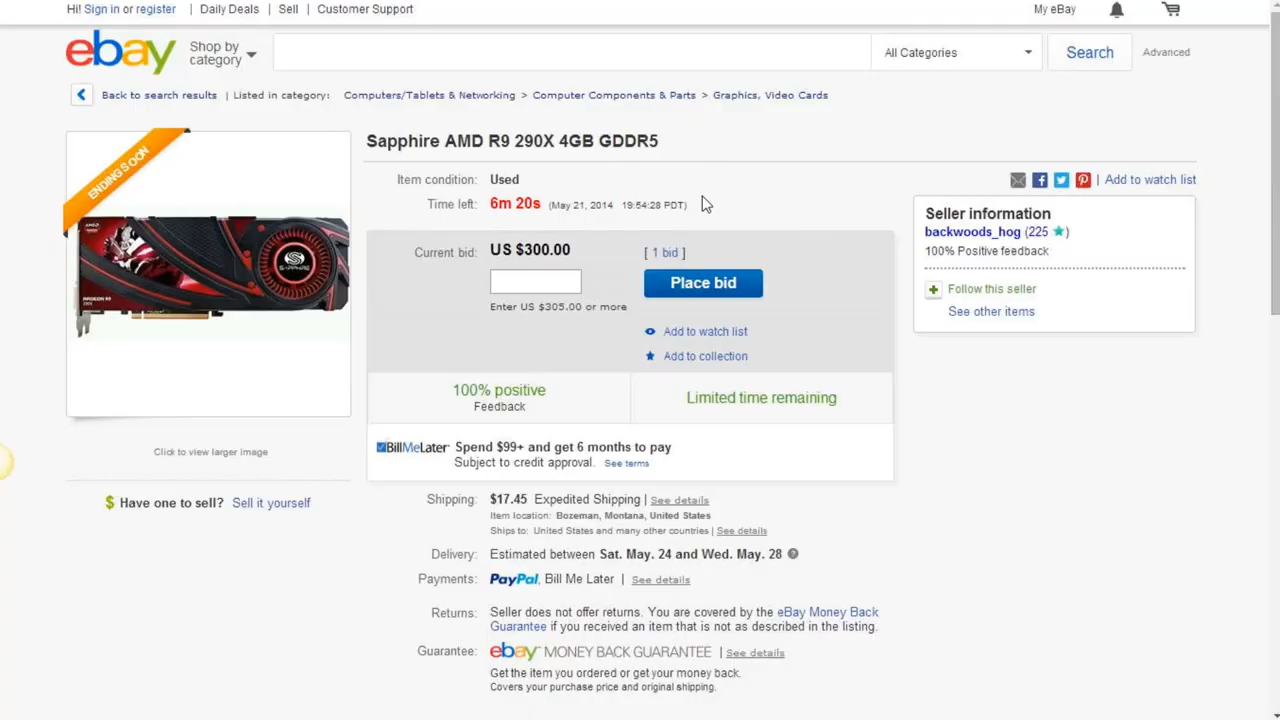 Hi! Sign in or register | Daily Deals | Sell | Customer Support My eBay
ebay Shop by category All Categories Search Advanced
Back to search results | Listed in category: Computers/Tablets & Networking > Computer Components & Parts > Graphics, Video Cards
ENDING SOON
Sapphire AMD R9 290X 4GB GDDR5
Item condition: Used
Time left: 6m 20s (May 21, 2014 19:54:28 PDT)
| Add to watch list
Current bid: US $300.00 [ 1 bid ]
Place bid
Enter US $305.00 or more
Add to watch list
Add to collection
100% positive
Feedback
Limited time remaining
BillMeLater Spend $99+ and get 6 months to pay
Subject to credit approval. See terms
Seller information
backwoods_hog (225 )
100% Positive feedback
Follow this seller
See other items
SAPPHIRE
Click to view larger image
Have one to sell? Sell it yourself
Shipping: $17.45 Expedited Shipping | See details
Item location: Bozeman, Montana, United States
Ships to: United States and many other countries | See details
Delivery: Estimated between Sat. May. 24 and Wed. May. 28
Payments: PayPal, Bill Me Later | See details
Returns: Seller does not offer returns. You are covered by the eBay Money Back
Guarantee if you received an item that is not as described in the listing.
Guarantee: ebay MONEY BACK GUARANTEE | See details
Get the item you ordered or get your money back.
Covers your purchase price and original shipping.